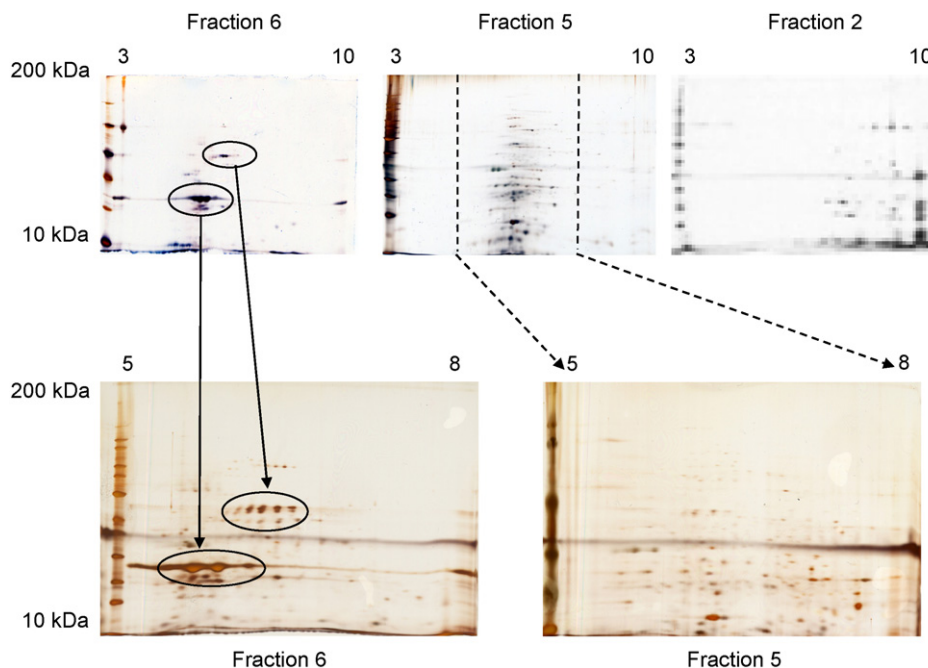 Fraction 6
Fraction 5
Fraction 2
3
10
3
10
3
10
200 kDa
10 kDa
5
8
5
8
200 kDa
10 kDa
Fraction 6
Fraction 5